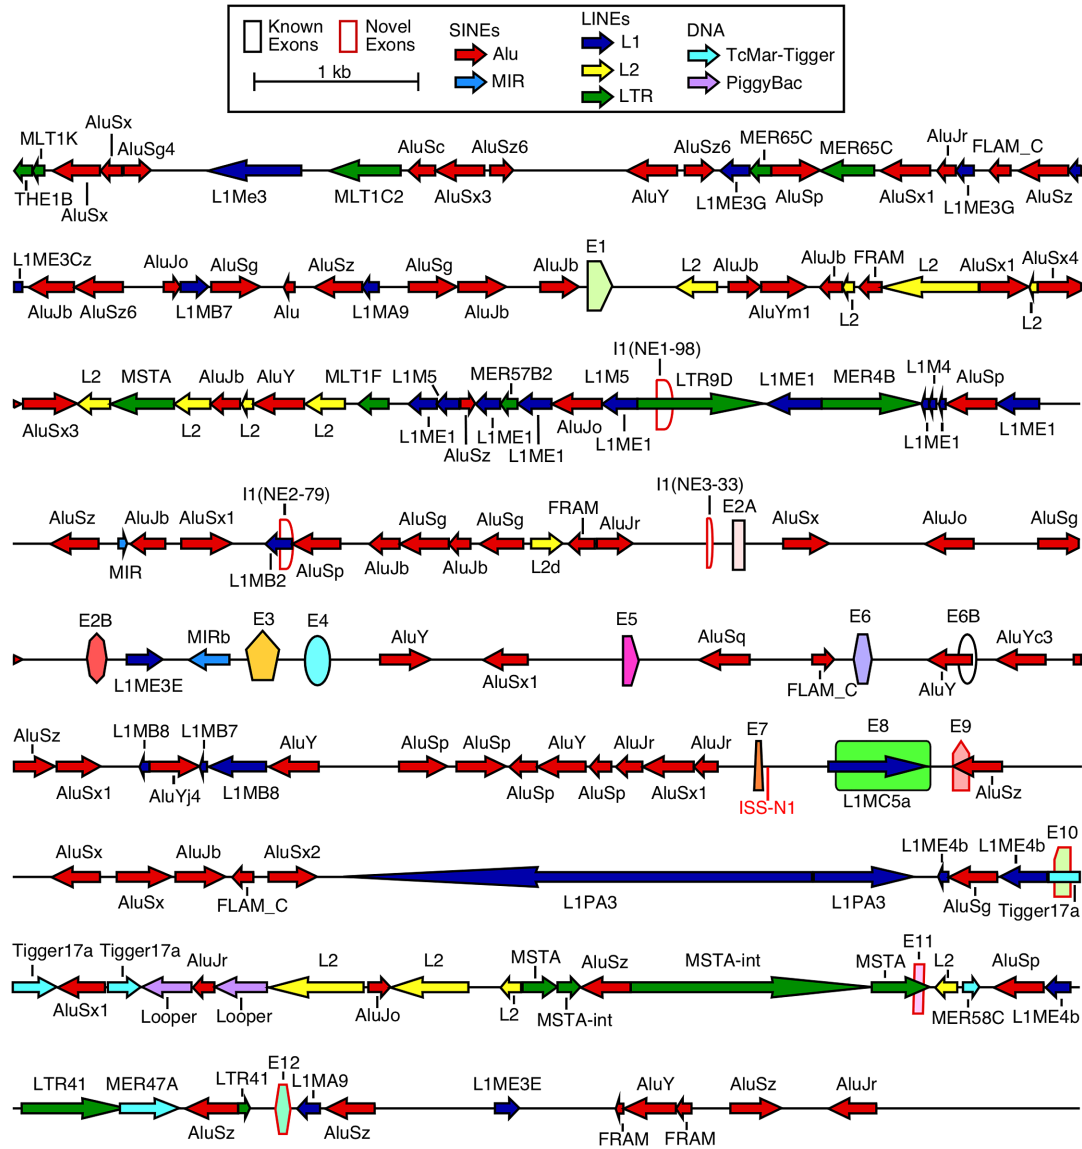 Known Exons
Novel Exons
1 kb
SINEs
Alu
MIR
LINEs
L1
L2
LTR
DNA
TcMar-Tigger
PiggyBac
AluSx
MLT1K
AluSg4
AluSc
AluSz6
AluSz6
MER65C
MER65C
AluJr
FLAM_C
THE1B
AluSx
L1Me3
MLT1C2
AluSx3
AluY
L1ME3G
AluSp
AluSx1
L1ME3G
AluSz
L1ME3Cz
AluJo
AluSg
AluSz
AluSg
AluJb
E1
L2
AluJb
AluJb
FRAM
L2
AluSx1
AluSx4
AluJb
AluSz6
L1MB7
Alu
L1MA9
AluJb
AluYm1
L2
L2
I1(NE1-98)
L2
MSTA
AluJb
AluY
MLT1F
L1M5
MER57B2
L1M5
LTR9D
L1ME1
MER4B
L1M4
AluSp
AluSx3
L2
L2
L2
L1ME1
AluSz
L1ME1
L1ME1
AluJo
L1ME1
L1ME1
L1ME1
I1(NE2-79)
I1(NE3-33)
AluSz
AluJb
AluSx1
AluSg
AluSg
FRAM
AluJr
E2A
AluSx
AluJo
AluSg
MIR
L1MB2
AluSp
AluJb
AluJb
L2d
E2B
MIRb
E3
E4
AluY
E5
AluSq
E6
E6B
AluYc3
L1ME3E
AluSx1
FLAM_C
AluY
AluSz
L1MB8
L1MB7
AluY
AluSp
AluSp
AluY
AluJr
AluJr
E7
E8
E9
AluSx1
AluYj4
L1MB8
AluSp
AluSp
AluSx1
ISS-N1
L1MC5a
AluSz
AluSx
AluJb
AluSx2
L1ME4b
L1ME4b
E10
AluSx
FLAM_C
L1PA3
L1PA3
AluSg
Tigger17a
Tigger17a
Tigger17a
AluJr
L2
L2
MSTA
AluSz
MSTA-int
MSTA
E11
L2
AluSp
AluSx1
Looper
Looper
AluJo
L2
MSTA-int
MER58C
L1ME4b
LTR41
MER47A
LTR41
E12
L1MA9
L1ME3E
AluY
AluSz
AluJr
AluSz
AluSz
FRAM
FRAM